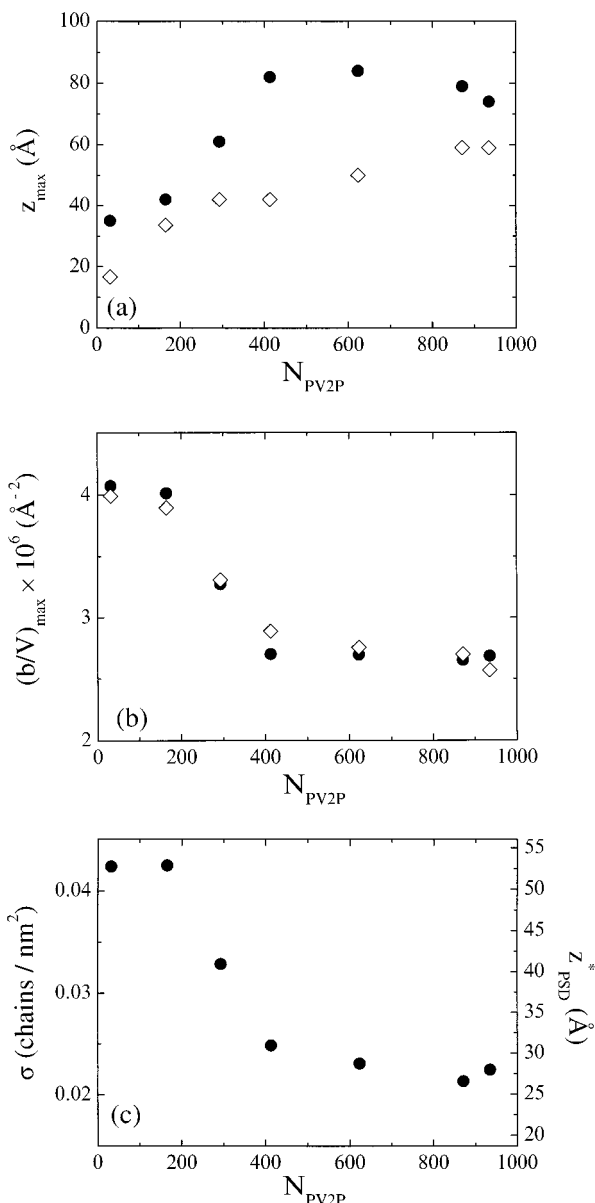 100
80
60
40
20
0
z_max (Å)
(a)
0 200 400 600 800 1000
N_PV2P
4
3
2
(b/V)_max × 10^6 (Å^-2)
(b)
0 200 400 600 800 1000
N_PV2P
0.04
0.03
0.02
σ (chains / nm^2)
55
50
45
40
35
30
25
20
z*_PSD (Å)
(c)
0 200 400 600 800 1000
N_PV2P